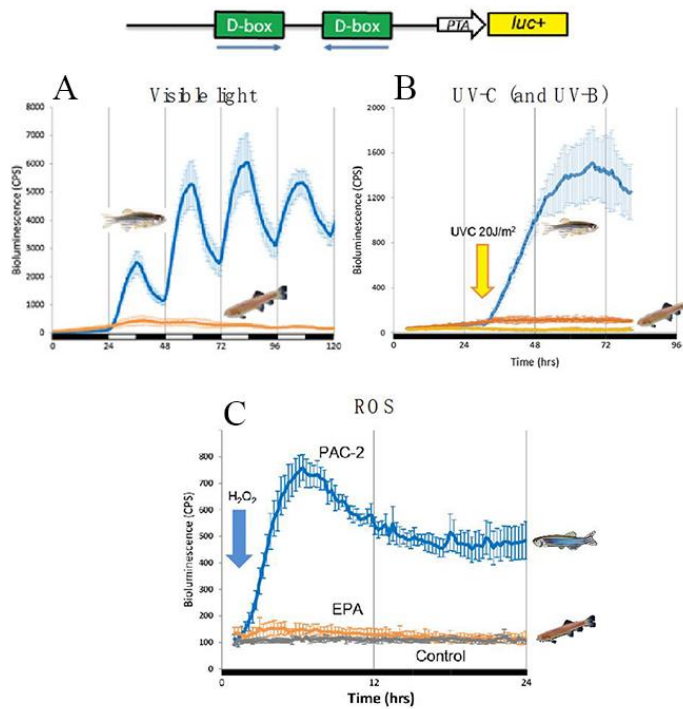 D-box D-box PTA luc+
A Visible light
Bioluminescence (CPS)
8000
7000
6000
5000
4000
3000
2000
1000
0
0 24 48 72 96 120
B UV-C (and UV-B)
Bioluminescence (CPS)
2000
1600
1200
800
400
0
UVC 20J/m²
0 24 48 72 96
Time (hrs)
C ROS
Bioluminescence (CPS)
800
700
600
500
400
300
200
100
0
PAC-2
H₂O₂
EPA
Control
0 12 24
Time (hrs)